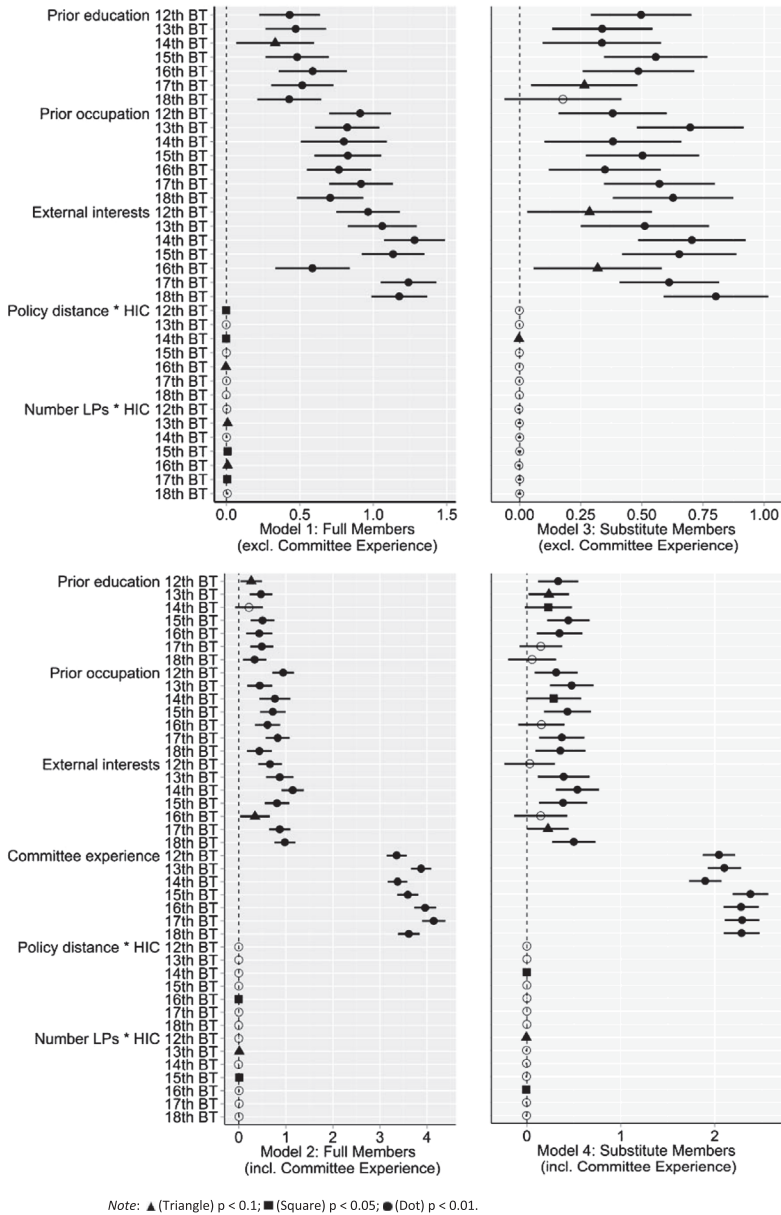 Prior education 12th BT
13th BT
14th BT
15th BT
16th BT
17th BT
18th BT
Prior occupation 12th BT
13th BT
14th BT
15th BT
16th BT
17th BT
18th BT
External interests 12th BT
13th BT
14th BT
15th BT
16th BT
17th BT
18th BT
Policy distance * HIC 12th BT
13th BT
14th BT
15th BT
16th BT
17th BT
18th BT
Number LPs * HIC 12th BT
13th BT
14th BT
15th BT
16th BT
17th BT
18th BT
0.0 0.5 1.0 1.5
Model 1: Full Members
(excl. Committee Experience)
0.00 0.25 0.50 0.75 1.00
Model 3: Substitute Members
(excl. Committee Experience)
Prior education 12th BT
13th BT
14th BT
15th BT
16th BT
17th BT
18th BT
Prior occupation 12th BT
13th BT
14th BT
15th BT
16th BT
17th BT
18th BT
External interests 12th BT
13th BT
14th BT
15th BT
16th BT
17th BT
18th BT
Committee experience 12th BT
13th BT
14th BT
15th BT
16th BT
17th BT
18th BT
Policy distance * HIC 12th BT
13th BT
14th BT
15th BT
16th BT
17th BT
18th BT
Number LPs * HIC 12th BT
13th BT
14th BT
15th BT
16th BT
17th BT
18th BT
0 1 2 3 4
Model 2: Full Members
(incl. Committee Experience)
0 1 2
Model 4: Substitute Members
(incl. Committee Experience)
Note: ▲ (Triangle) p < 0.1; ■ (Square) p < 0.05; ● (Dot) p < 0.01.